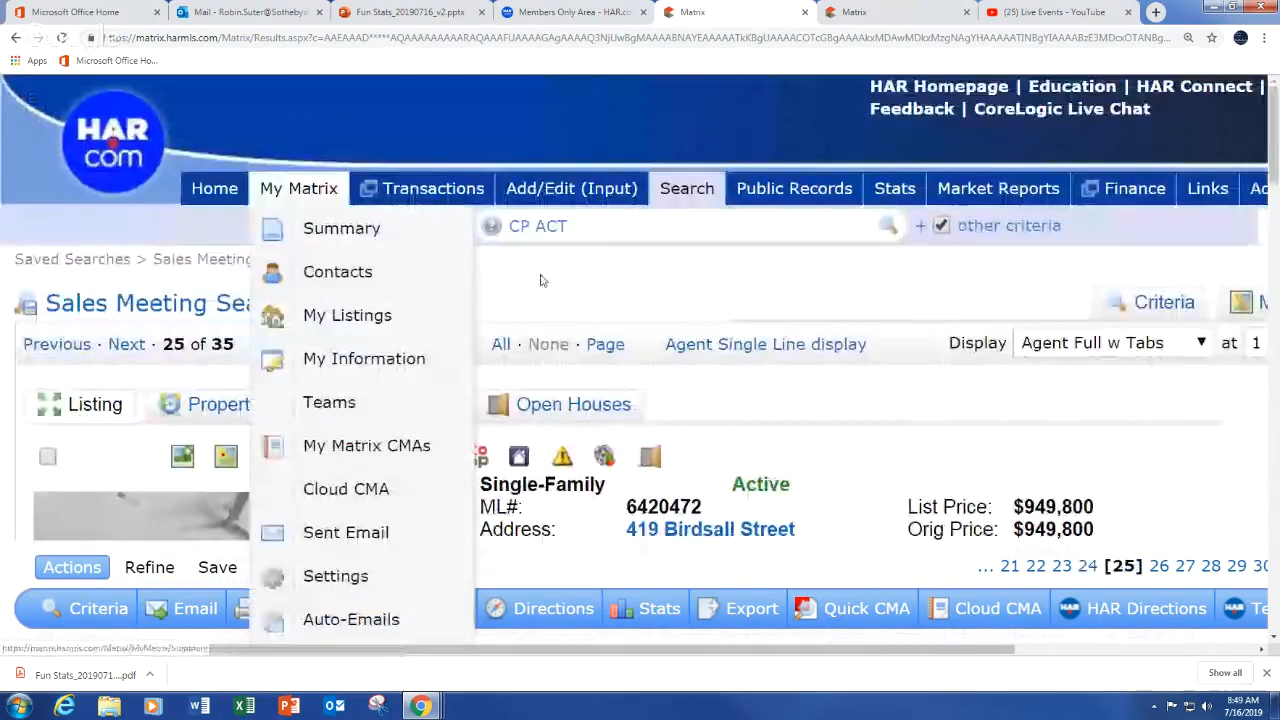 Microsoft Office Home
Mail - Robin.Suter@Sothebysh
Fun Stats_20190716_v2.pptx
Members Only Area - HAR.co
Matrix
Matrix
(25) Live Events - YouTube
Apps
Microsoft Office Ho...
HAR Homepage | Education | HAR Connect |
Feedback | CoreLogic Live Chat
HAR
com
Home
My Matrix
Transactions
Add/Edit (Input)
Search
Public Records
Stats
Market Reports
Finance
Links
Summary
CP ACT
+
other criteria
Saved Searches > Sales Meeting
Contacts
Sales Meeting Sea
My Listings
Criteria
M
Previous · Next · 25 of 35
My Information
All · None · Page
Agent Single Line display
Display
Agent Full w Tabs
at
1
Listing
Propert
Teams
Open Houses
My Matrix CMAs
Cloud CMA
Single-Family
Active
ML#:
6420472
List Price:
$949,800
Address:
419 Birdsall Street
Orig Price:
$949,800
Sent Email
Actions
Refine
Save
Settings
... 21 22 23 24 [25] 26 27 28 29 30
Criteria
Email
Auto-Emails
Directions
Stats
Export
Quick CMA
Cloud CMA
HAR Directions
Te
Fun Stats_201907​1....pdf
Show all
8:49 AM
7/16/2019